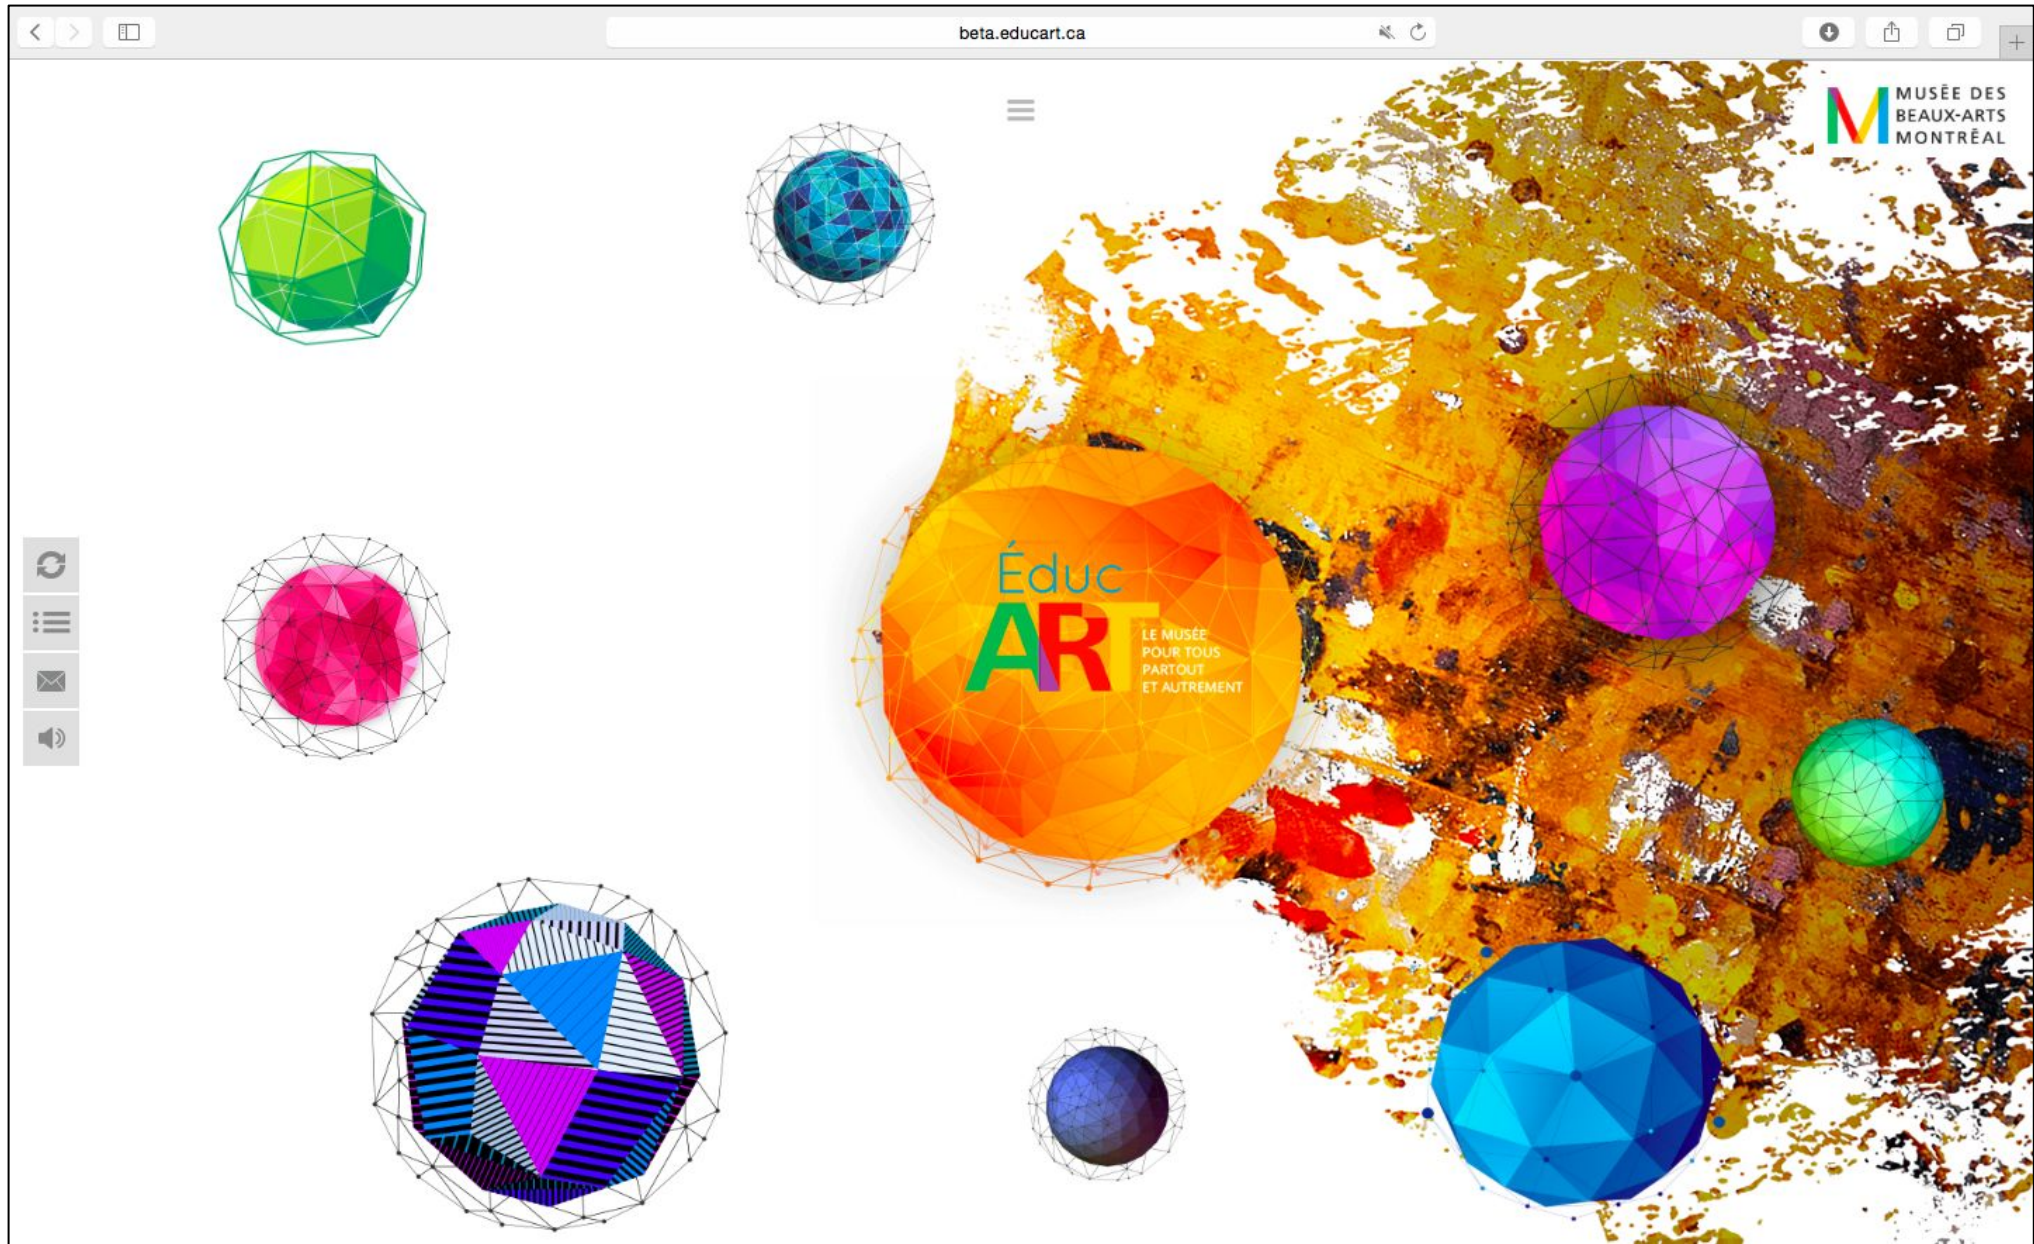 beta.educart.ca
MUSÉE DES
BEAUX-ARTS
MONTRÉAL
Éduc
ART
LE MUSÉE
POUR TOUS
PARTOUT
ET AUTREMENT